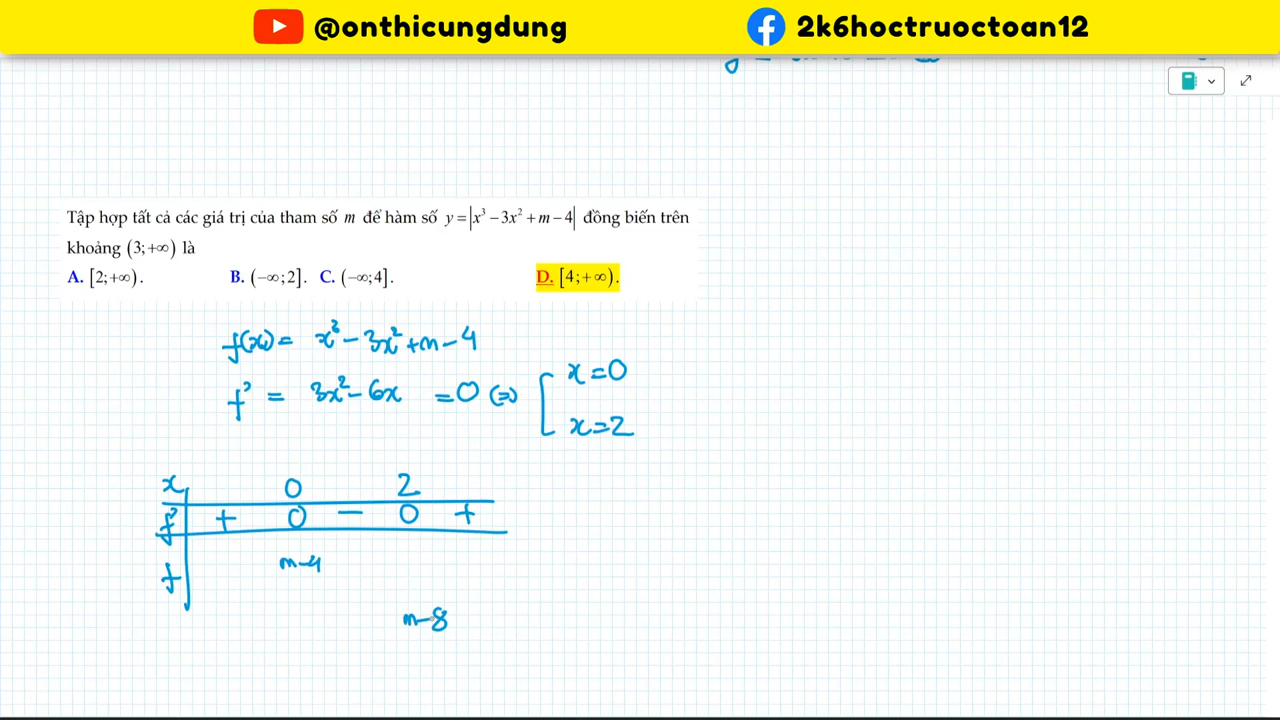 @onthicungdung 2k6hoctruoctoan12
Tập hợp tất cả các giá trị của tham số m để hàm số y = |x³ − 3x² + m − 4| đồng biến trên
khoảng (3;+∞) là
A. [2;+∞). B. (−∞;2]. C. (−∞;4]. D. [4;+∞).
f(x) = x³ − 3x² + m − 4
f' = 3x² − 6x = 0 (=) [ x = 0
x = 2
x 0 2
f' + 0 − 0 +
f m−4
m−8